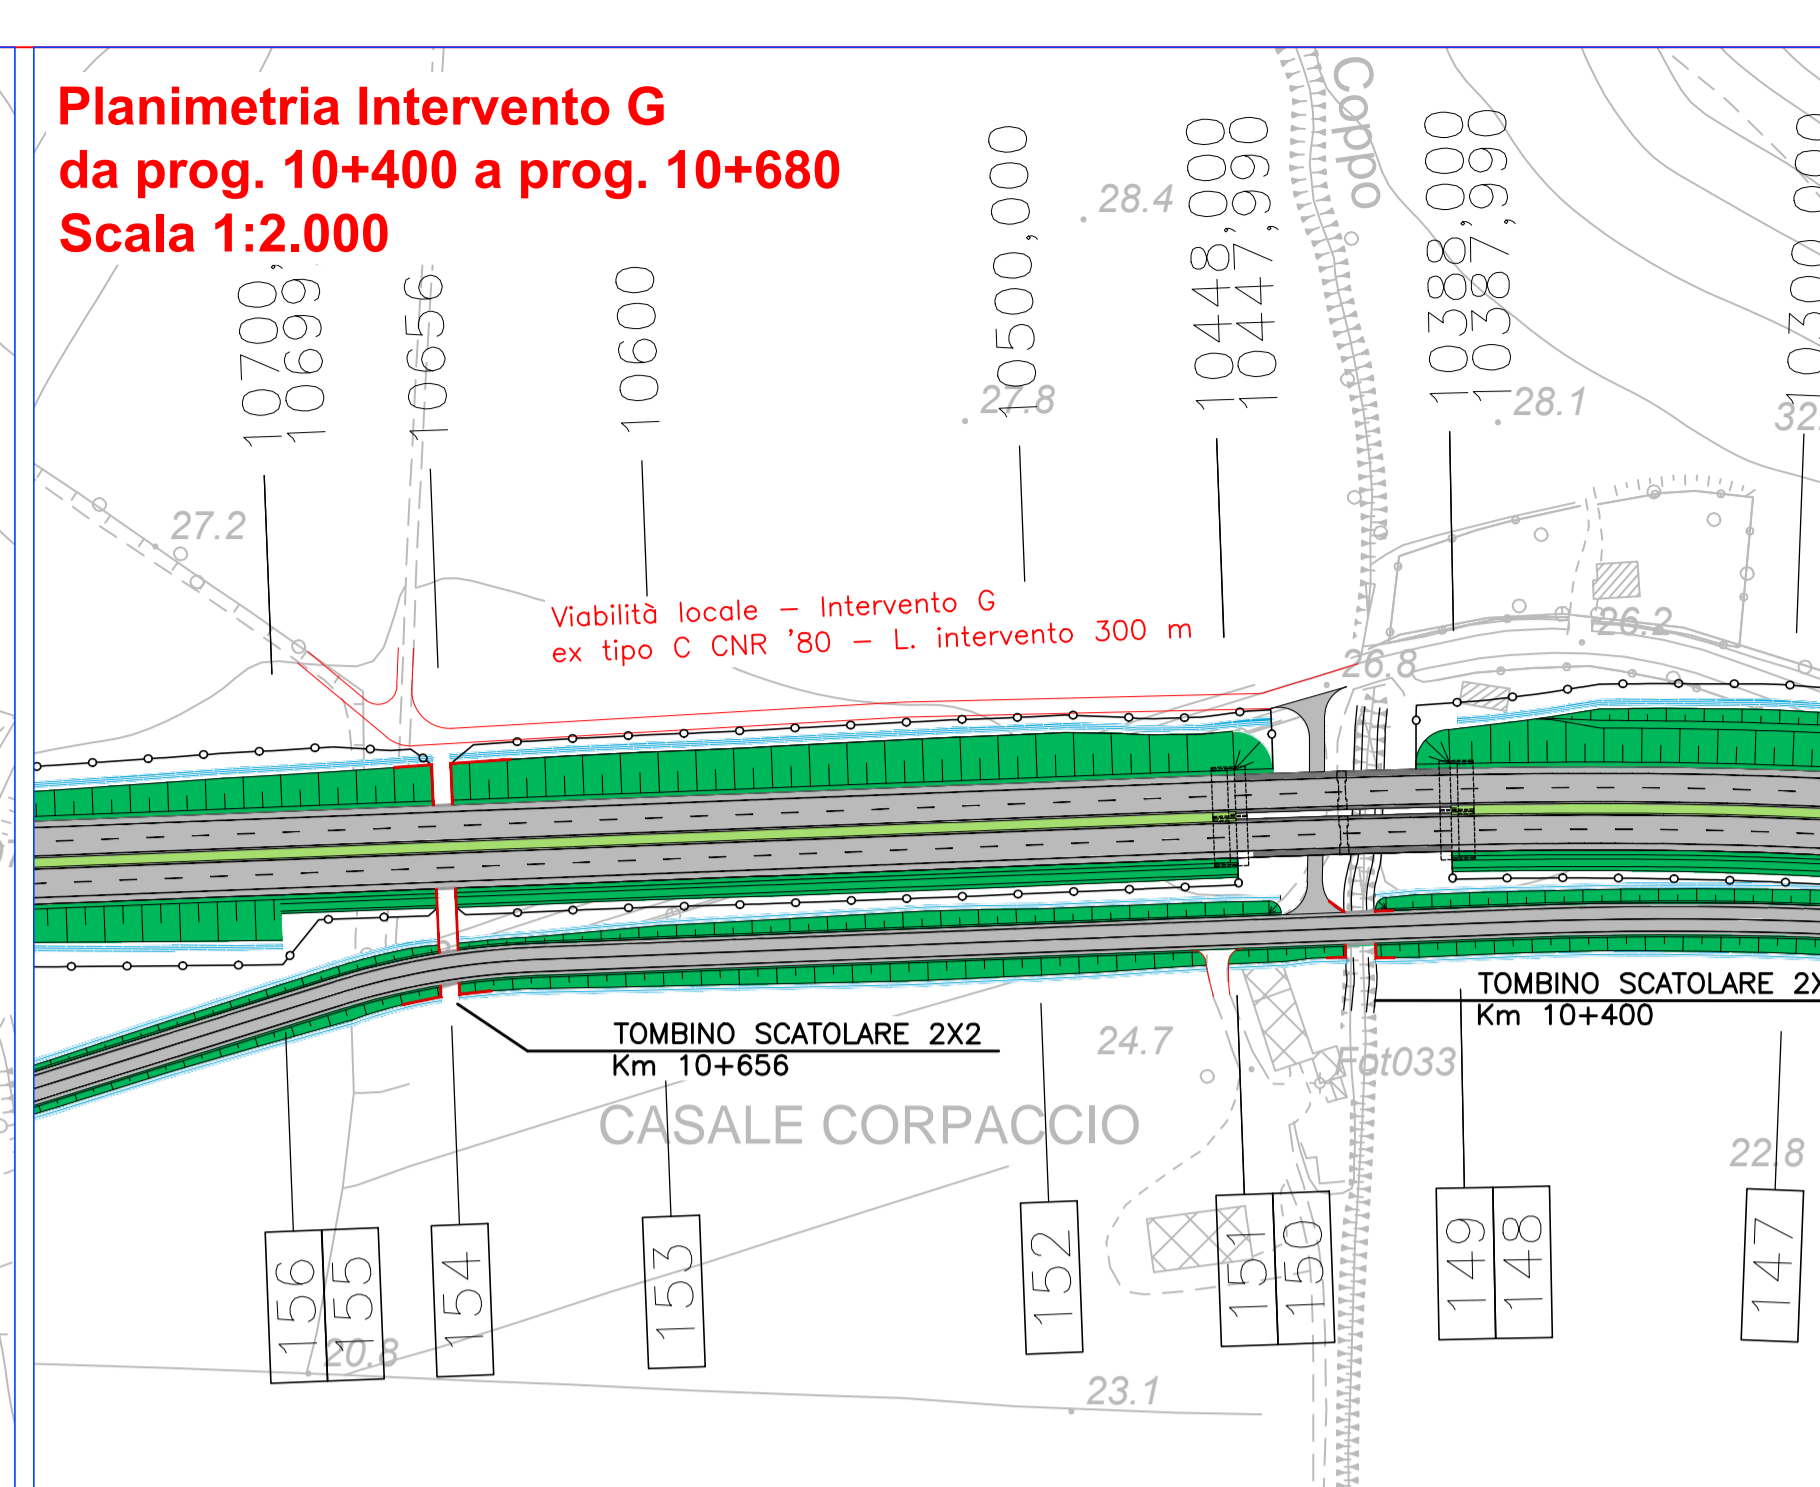 Planimetria Intervento G
da prog. 10+400 a prog. 10+680
Scala 1:2.000
10700,
10699,
10656
10600
10500,000
10448,000
10447,990
10388,000
10387,990
Coppo
28.4
27.8
28.1
27.2
26.2
26.8
Viabilità locale – Intervento G
ex tipo C CNR '80 – L. intervento 300 m
TOMBINO SCATOLARE 2X2
Km 10+656
TOMBINO SCATOLARE
Km 10+400
24.7
Fot033
CASALE CORPACCIO
22.8
156
155
154
153
152
151
150
149
148
147
20.8
23.1